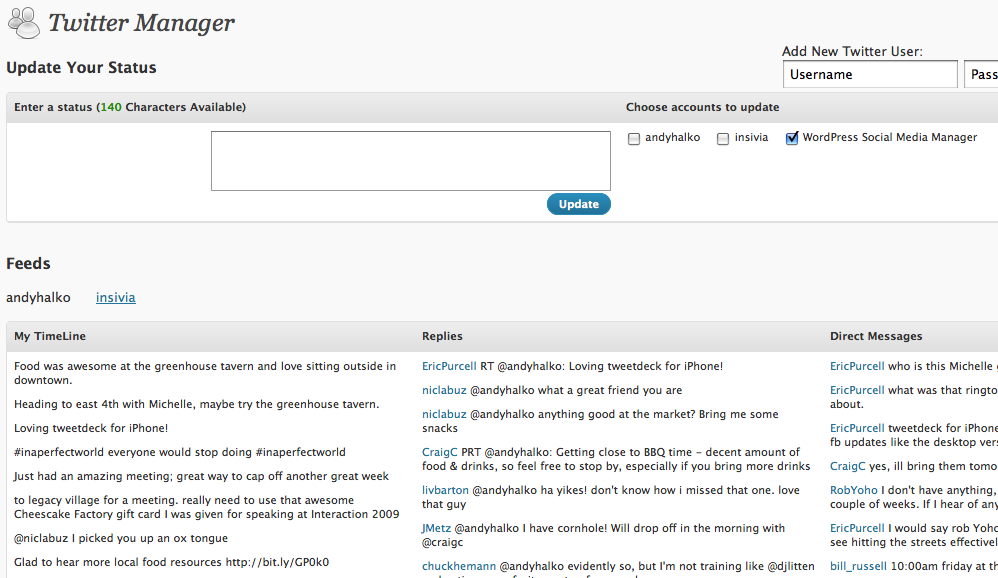 Twitter Manager
Add New Twitter User:
Update Your Status
Username
Enter a status (140 Characters Available)
Choose accounts to update
andyhalko
insivia
WordPress Social Media Manager
Update
Feeds
andyhalko
insivia
My TimeLine
Food was awesome at the greenhouse tavern and love sitting outside in
downtown.
Heading to east 4th with Michelle, maybe try the greenhouse tavern.
Loving tweetdeck for iPhone!
#inaperfectworld everyone would stop doing #inaperfectworld
Just had an amazing meeting; great way to cap off another great week
to legacy village for a meeting. really need to use that awesome
Cheescake Factory gift card I was given for speaking at Interaction 2009
@niclabuz I picked you up an ox tongue
Glad to hear more local food resources http://bit.ly/GP0k0
Replies
EricPurcell RT @andyhalko: Loving tweetdeck for iPhone!
niclabuz @andyhalko what a great friend you are
niclabuz @andyhalko anything good at the market? Bring me some
snacks
CraigC PRT @andyhalko: Getting close to BBQ time - decent amount of
food & drinks, so feel free to stop by, especially if you bring more drinks
livbarton @andyhalko ha yikes! don't know how i missed that one. love
that guy
JMetz @andyhalko I have cornhole! Will drop off in the morning with
@craigc
chuckhemann @andyhalko evidently so, but I'm not training like @djlitten
Direct Messages
EricPurcell who is this Michelle
EricPurcell what was that ringto
about.
EricPurcell tweetdeck for iPhone
fb updates like the desktop vers
CraigC yes, ill bring them tomo
RobYoho I don't have anything,
couple of weeks. If I hear of any
EricPurcell I would say rob Yoho
see hitting the streets effectivel
bill_russell 10:00am friday at th